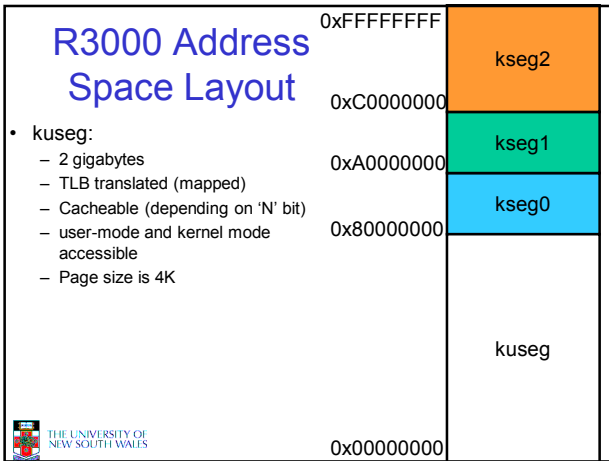 R3000 Address
Space Layout
• kuseg:
– 2 gigabytes
– TLB translated (mapped)
– Cacheable (depending on ‘N’ bit)
– user-mode and kernel mode
accessible
– Page size is 4K
0xFFFFFFFF
kseg2
0xC0000000
kseg1
0xA0000000
kseg0
0x80000000
kuseg
0x00000000
THE UNIVERSITY OF
NEW SOUTH WALES